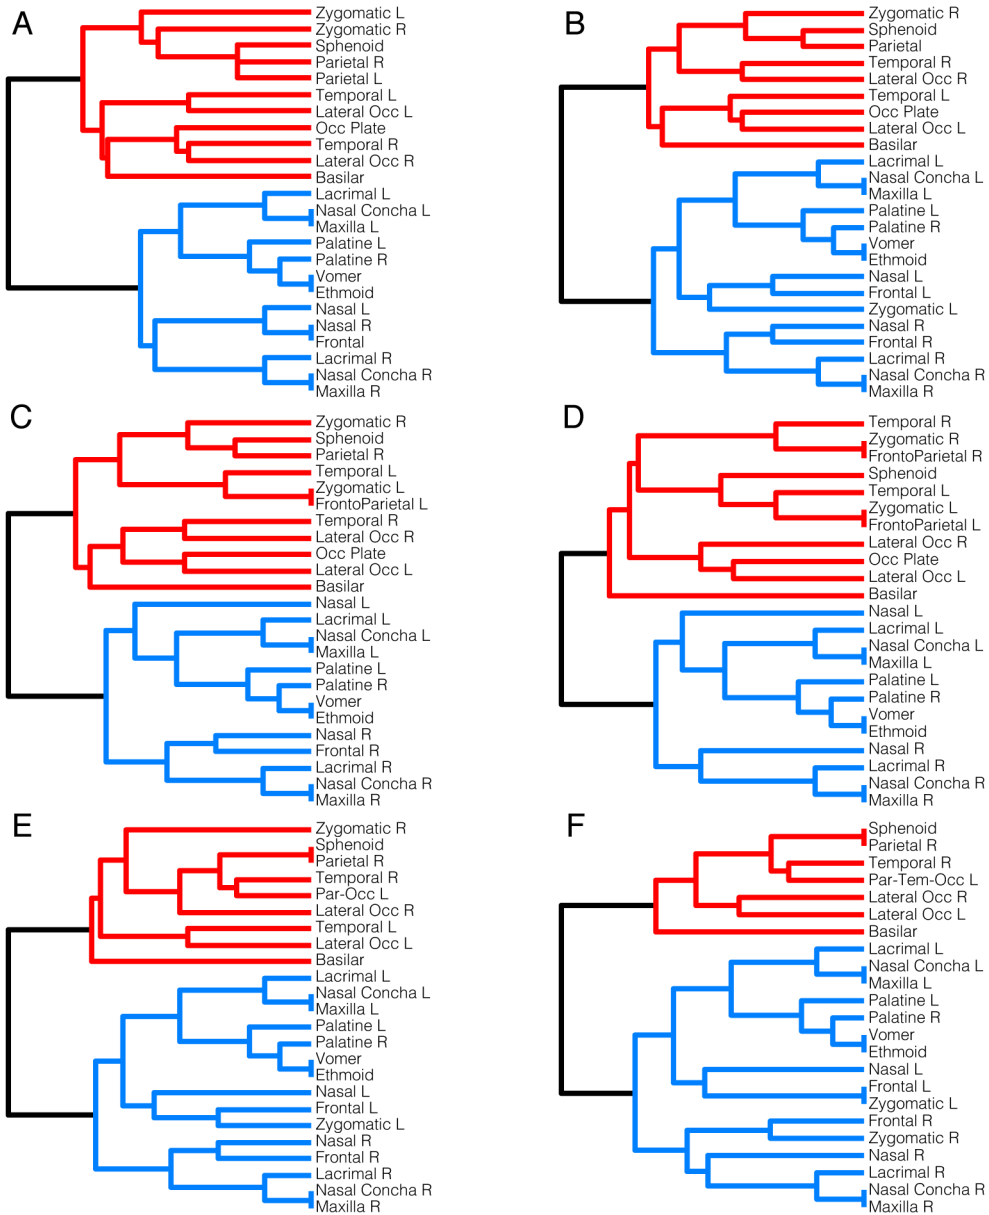 A
Zygomatic L
Zygomatic R
Sphenoid
Parietal R
Parietal L
Temporal L
Lateral Occ L
Occ Plate
Temporal R
Lateral Occ R
Basilar
Lacrimal L
Nasal Concha L
Maxilla L
Palatine L
Palatine R
Vomer
Ethmoid
Nasal L
Nasal R
Frontal
Lacrimal R
Nasal Concha R
Maxilla R
B
Zygomatic R
Sphenoid
Parietal
Temporal R
Lateral Occ R
Temporal L
Occ Plate
Lateral Occ L
Basilar
Lacrimal L
Nasal Concha L
Maxilla L
Palatine L
Palatine R
Vomer
Ethmoid
Nasal L
Frontal L
Zygomatic L
Nasal R
Frontal R
Lacrimal R
Nasal Concha R
Maxilla R
C
Zygomatic R
Sphenoid
Parietal R
Temporal L
Zygomatic L
FrontoParietal L
Temporal R
Lateral Occ R
Occ Plate
Lateral Occ L
Basilar
Nasal L
Lacrimal L
Nasal Concha L
Maxilla L
Palatine L
Palatine R
Vomer
Ethmoid
Nasal R
Frontal R
Lacrimal R
Nasal Concha R
Maxilla R
D
Temporal R
Zygomatic R
FrontoParietal R
Sphenoid
Temporal L
Zygomatic L
FrontoParietal L
Lateral Occ R
Occ Plate
Lateral Occ L
Basilar
Nasal L
Lacrimal L
Nasal Concha L
Maxilla L
Palatine L
Palatine R
Vomer
Ethmoid
Nasal R
Lacrimal R
Nasal Concha R
Maxilla R
E
Zygomatic R
Sphenoid
Parietal R
Temporal R
Par-Occ L
Lateral Occ R
Temporal L
Lateral Occ L
Basilar
Lacrimal L
Nasal Concha L
Maxilla L
Palatine L
Palatine R
Vomer
Ethmoid
Nasal L
Frontal L
Zygomatic L
Nasal R
Frontal R
Lacrimal R
Nasal Concha R
Maxilla R
F
Sphenoid
Parietal R
Temporal R
Par-Tem-Occ L
Lateral Occ R
Lateral Occ L
Basilar
Lacrimal L
Nasal Concha L
Maxilla L
Palatine L
Palatine R
Vomer
Ethmoid
Nasal L
Frontal L
Zygomatic L
Frontal R
Zygomatic R
Nasal R
Lacrimal R
Nasal Concha R
Maxilla R